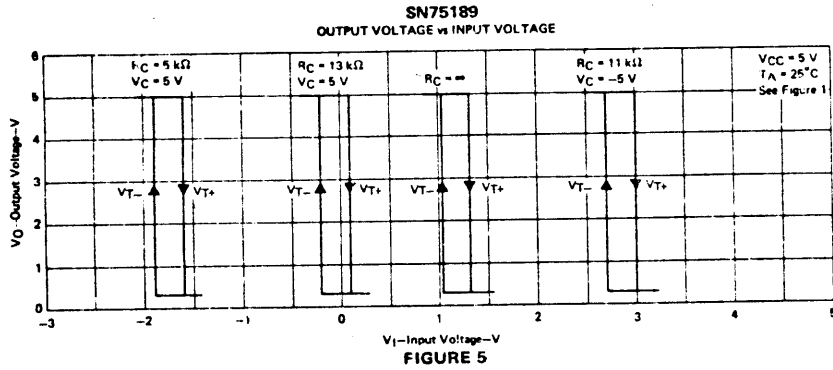 SN75189
OUTPUT VOLTAGE vs INPUT VOLTAGE
RC = 5 kΩ
VC = 5 V
RC = 13 kΩ
VC = 5 V
RC = ∞
RC = 11 kΩ
VC = −5 V
VCC = 5 V
TA = 25°C
See Figure 1
VO–Output Voltage–V
6
5
4
3
2
1
0
VT−
VT+
VT−
VT+
VT−
VT+
VT−
VT+
−3
−2
−1
0
1
2
3
4
5
VI–Input Voltage–V
FIGURE 5